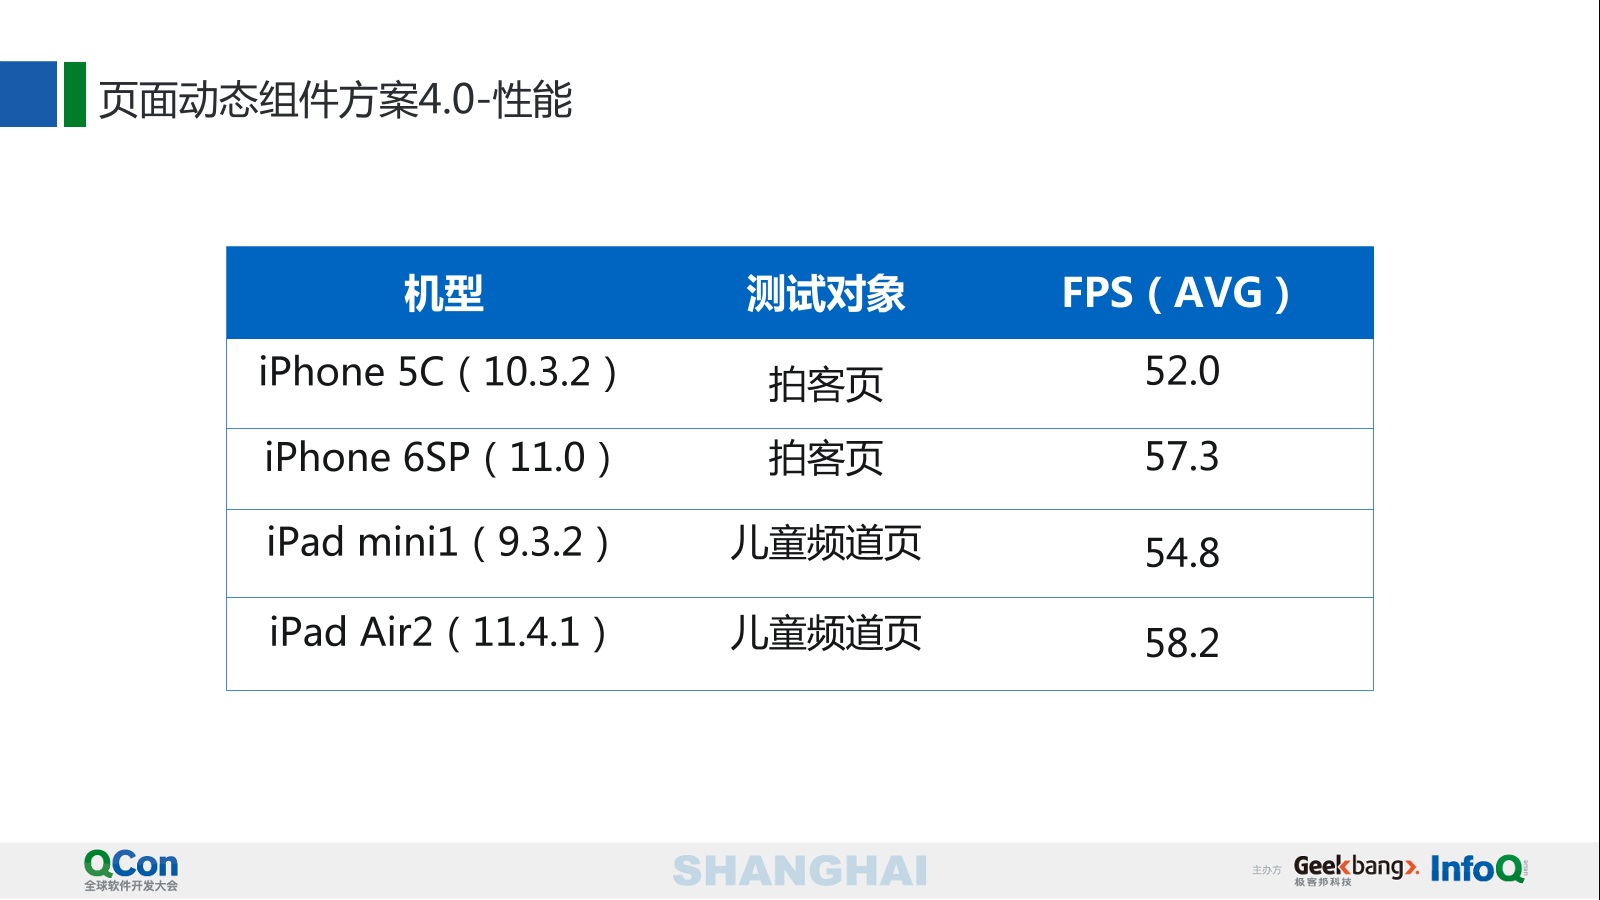 页面动态组件方案4.0-性能
机型 测试对象 FPS（AVG）
iPhone 5C（10.3.2） 拍客页 52.0
iPhone 6SP（11.0） 拍客页 57.3
iPad mini1（9.3.2） 儿童频道页 54.8
iPad Air2（11.4.1） 儿童频道页 58.2
QCon
全球软件开发大会
SHANGHAI
主办方 Geekbang>. InfoQ
极客邦科技